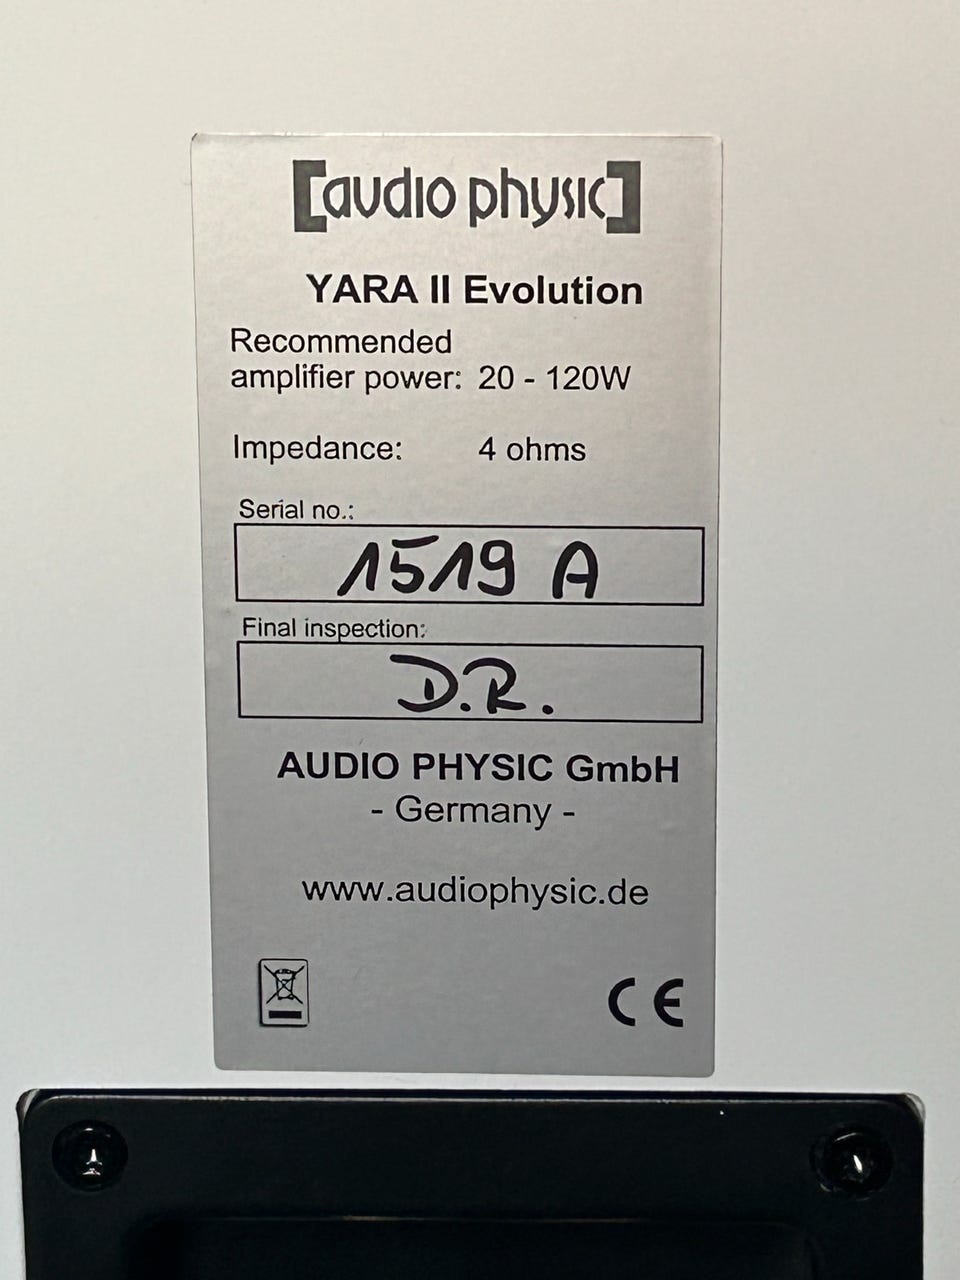 [audio physic]
YARA II Evolution
Recommended
amplifier power: 20 - 120W
Impedance: 4 ohms
Serial no.:
1519 A
Final inspection:
D.R.
AUDIO PHYSIC GmbH
- Germany -
www.audiophysic.de
CE